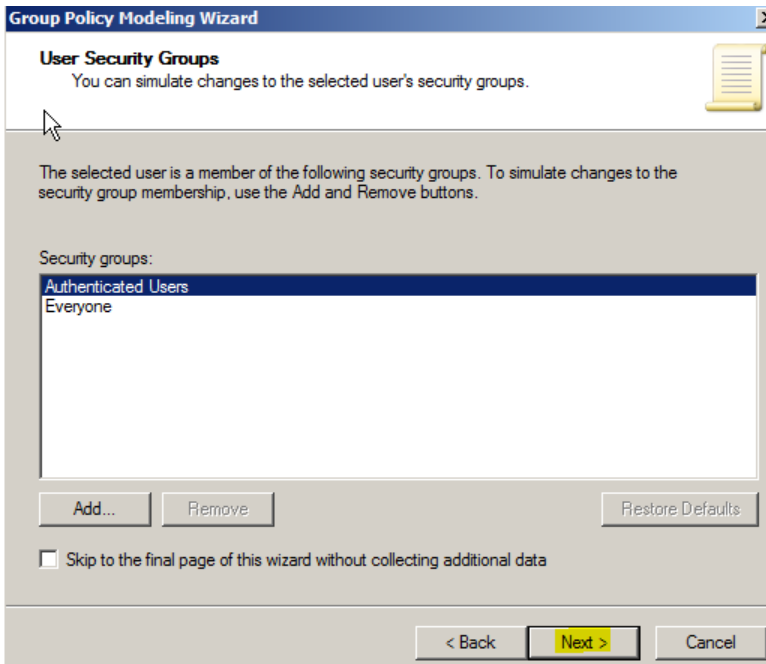 Group Policy Modeling Wizard
User Security Groups
You can simulate changes to the selected user's security groups.
The selected user is a member of the following security groups. To simulate changes to the
security group membership, use the Add and Remove buttons.
Security groups:
Authenticated Users
Everyone
Add...
Remove
Restore Defaults
Skip to the final page of this wizard without collecting additional data
< Back
Next >
Cancel